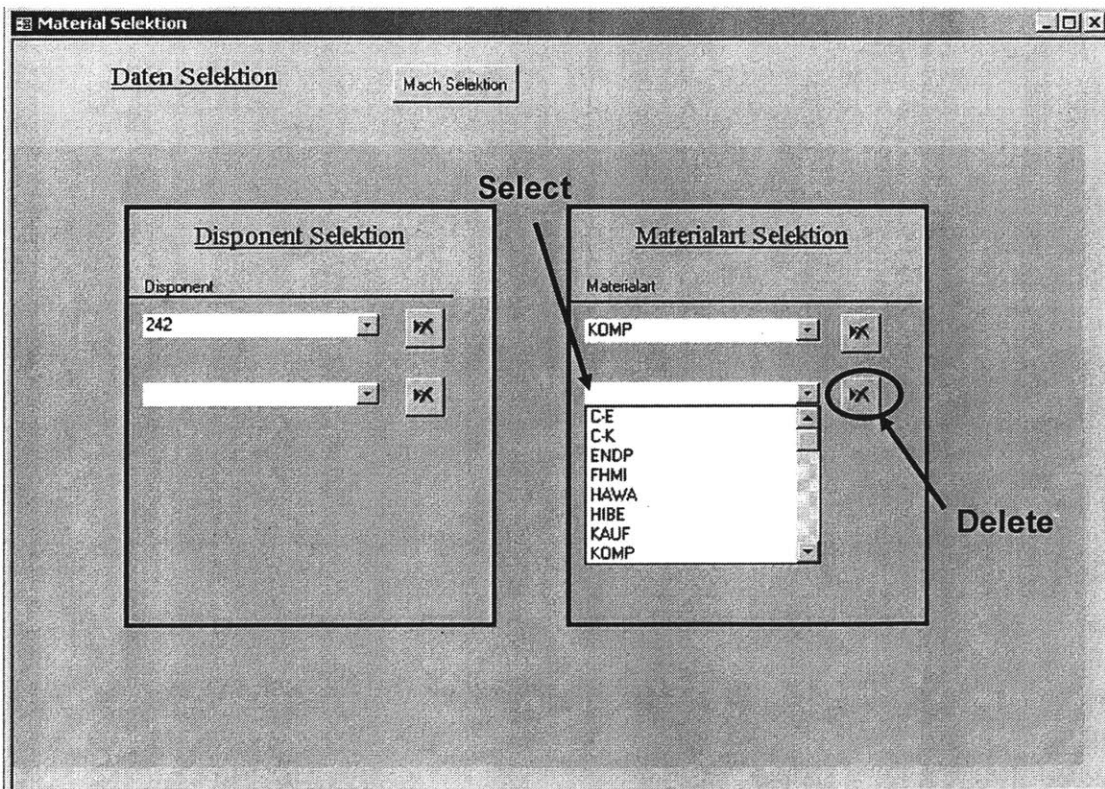 Material Selektion
Daten Selektion
Mach Selektion
Select
Disponent Selektion
Disponent
242
Materialart Selektion
Materialart
KOMP
C-E
C-K
ENDP
FHMI
HAWA
HIBE
KAUF
KOMP
Delete